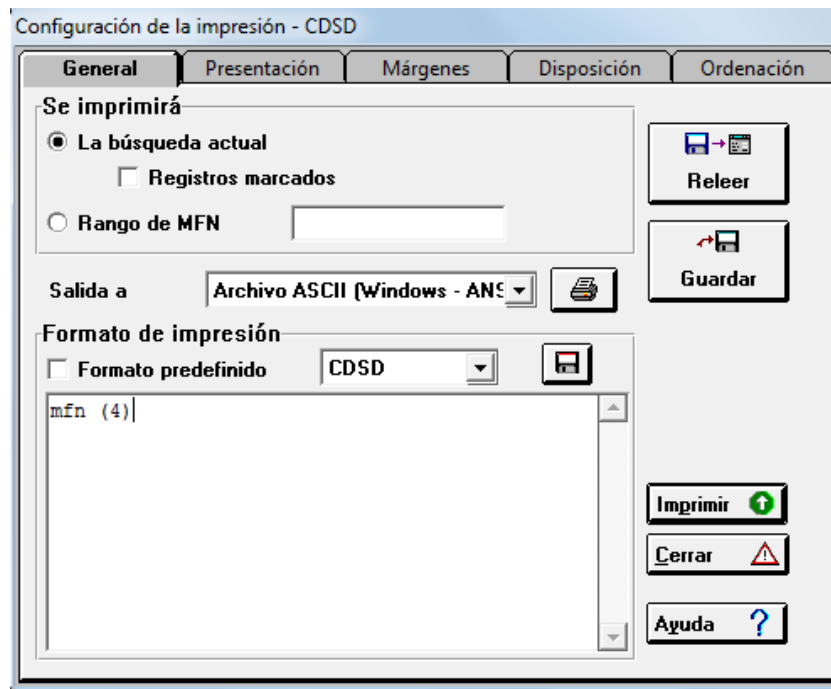 Configuración de la impresión - CDSD
General Presentación Márgenes Disposición Ordenación
Se imprimirá
La búsqueda actual
Registros marcados
Rango de MFN
Releer
Guardar
Salida a Archivo ASCII (Windows - ANS
Formato de impresión
Formato predefinido CDSD
mfn (4)
Imprimir
Cerrar
Ayuda ?